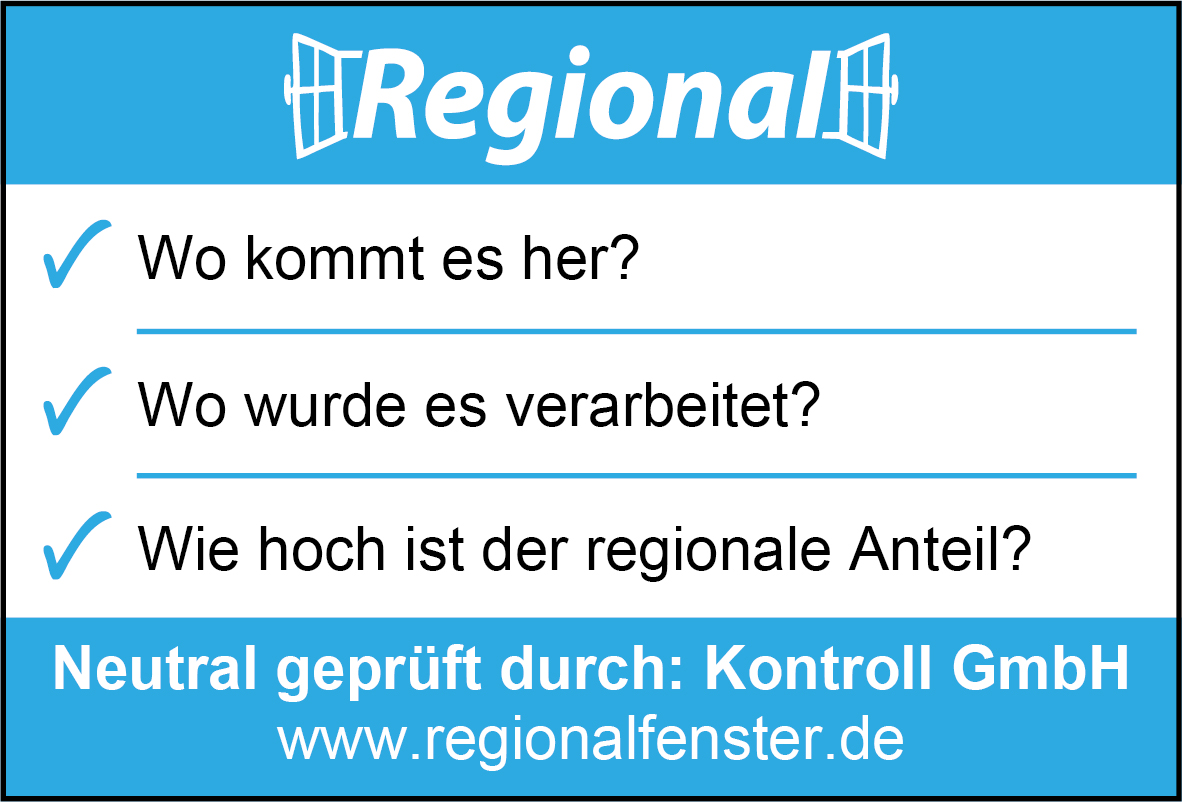 Regional
Wo kommt es her?
Wo wurde es verarbeitet?
Wie hoch ist der regionale Anteil?
Neutral geprüft durch: Kontroll GmbH
www.regionalfenster.de